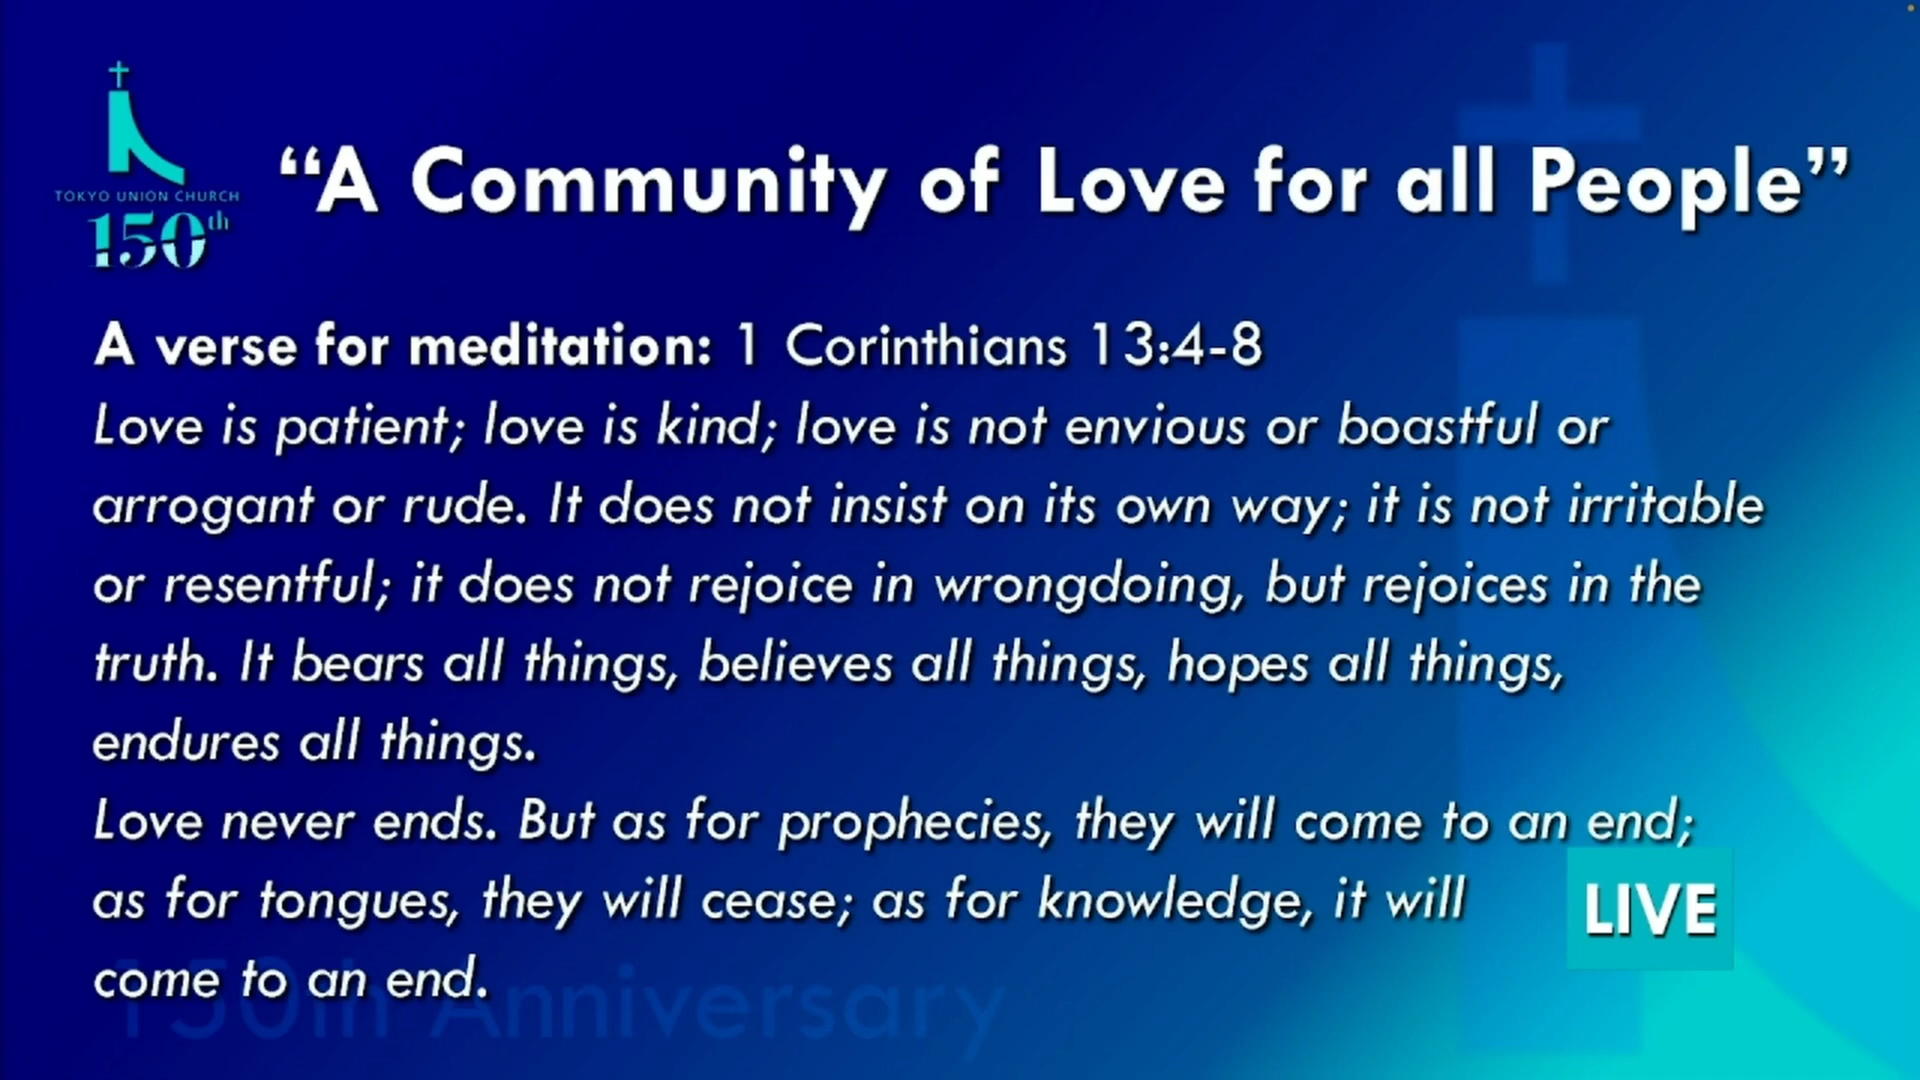 TOKYO UNION CHURCH
150th
“A Community of Love for all People”
A verse for meditation: 1 Corinthians 13:4-8
Love is patient; love is kind; love is not envious or boastful or
arrogant or rude. It does not insist on its own way; it is not irritable
or resentful; it does not rejoice in wrongdoing, but rejoices in the
truth. It bears all things, believes all things, hopes all things,
endures all things.
Love never ends. But as for prophecies, they will come to an end;
as for tongues, they will cease; as for knowledge, it will
come to an end.
LIVE
150th Anniversary